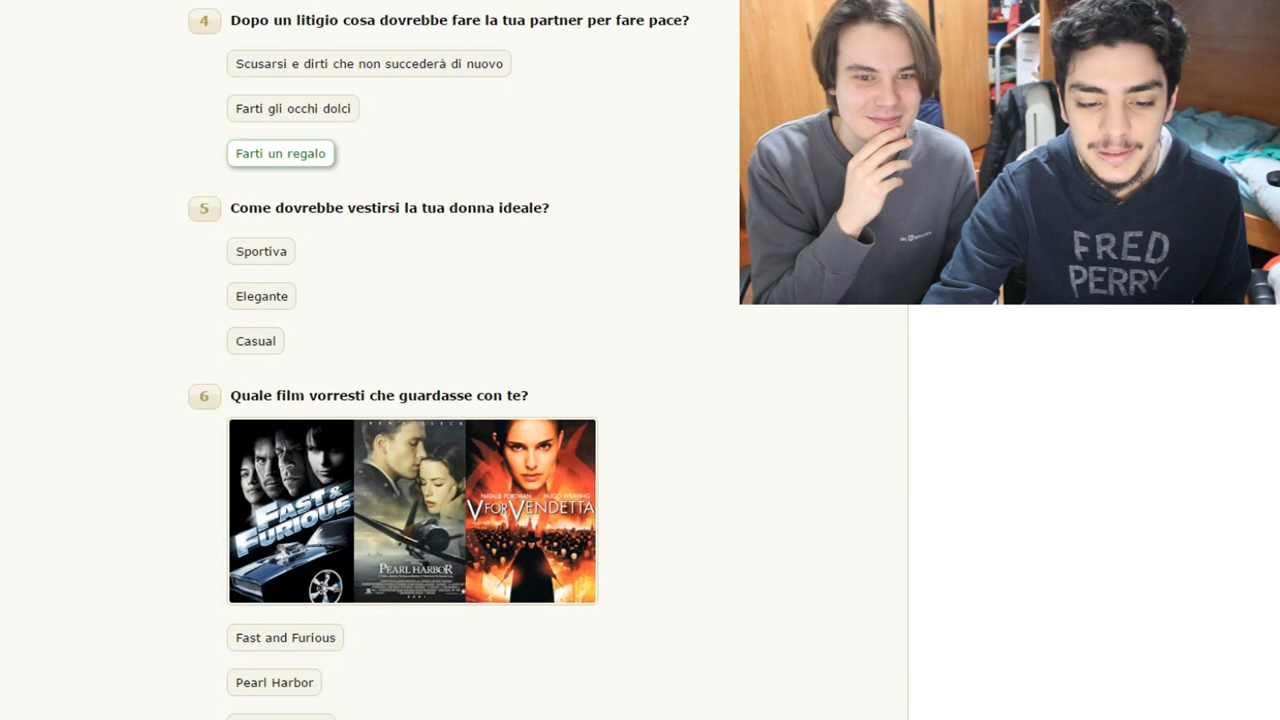 4 Dopo un litigio cosa dovrebbe fare la tua partner per fare pace?
Scusarsi e dirti che non succederà di nuovo
Farti gli occhi dolci
Farti un regalo
5 Come dovrebbe vestirsi la tua donna ideale?
Sportiva
Elegante
Casual
6 Quale film vorresti che guardasse con te?
FAST & FURIOUS
PEARL HARBOR
2001
NATALIE PORTMAN HUGO WEAVING
V FOR VENDETTA
Fast and Furious
Pearl Harbor
FRED
PERRY